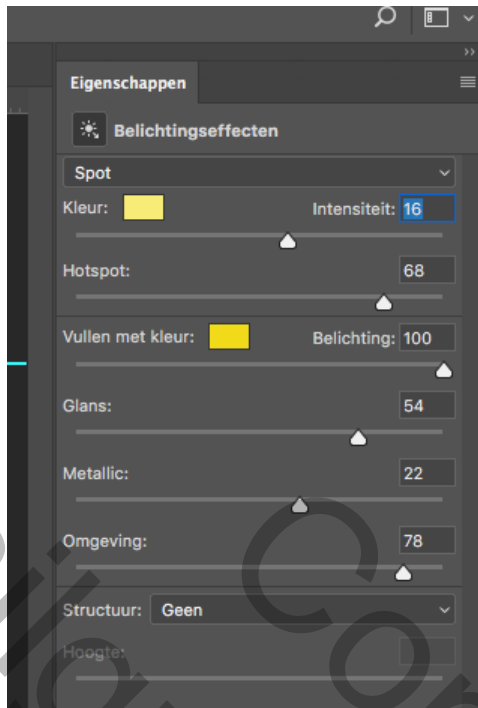 Eigenschappen
Belichtingseffecten
Spot
Kleur: Intensiteit: 16
Hotspot: 68
Vullen met kleur: Belichting: 100
Glans: 54
Metallic: 22
Omgeving: 78
Structuur: Geen
Hoogte: